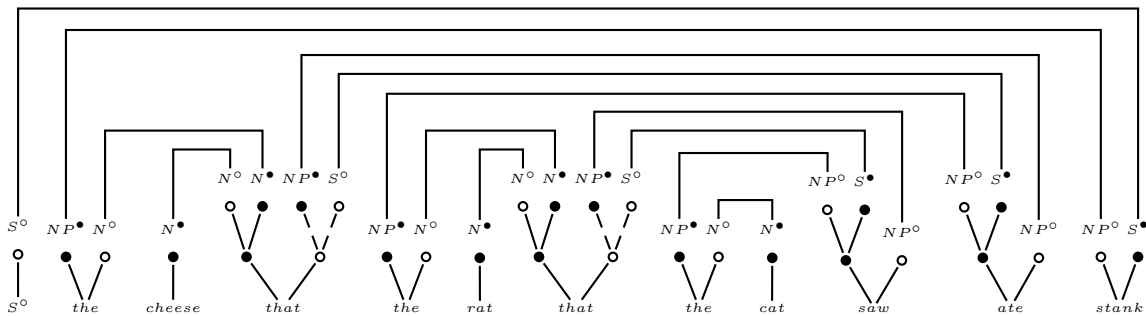 N° N• NP• S° N° N• NP• S° NP° S• NP° S•
S° NP• N° N• NP• N° N• NP• N° N• NP° NP° NP° S•
S° the cheese that the rat that the cat saw ate stank